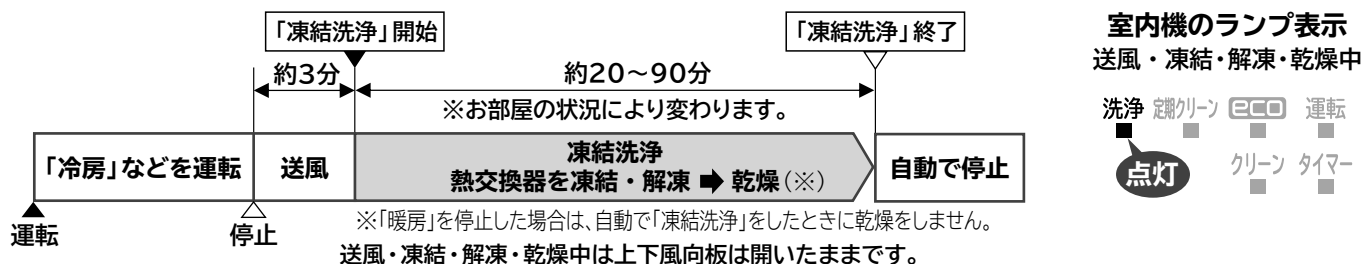 「凍結洗浄」開始
「凍結洗浄」終了
約3分
約20～90分
※お部屋の状況により変わります。
「冷房」などを運転
送風
凍結洗浄
熱交換器を凍結・解凍 ➡ 乾燥(※)
自動で停止
※「暖房」を停止した場合は、自動で「凍結洗浄」をしたときに乾燥をしません。
運転
停止
送風・凍結・解凍・乾燥中は上下風向板は開いたままです。
室内機のランプ表示
送風・凍結・解凍・乾燥中
洗浄 定期クリーン eco 運転
点灯
クリーン タイマー